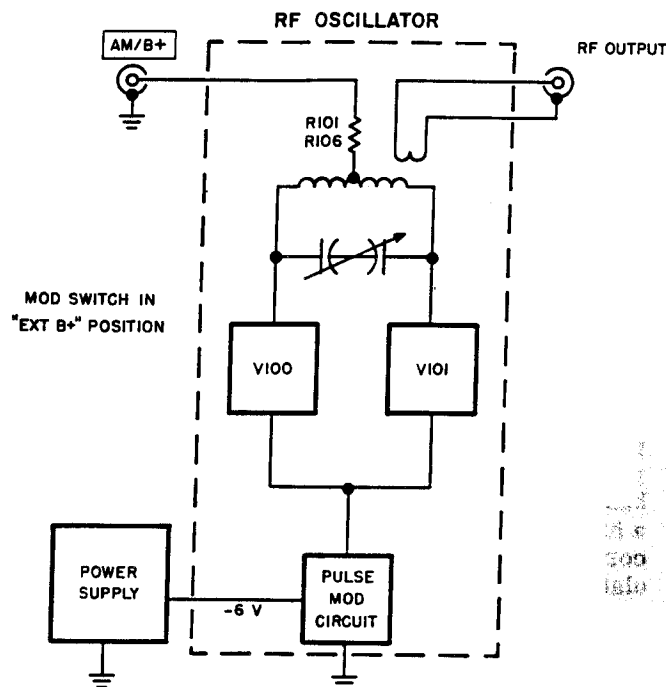 RF OSCILLATOR
AM/B+
RF OUTPUT
R101
R106
MOD SWITCH IN
"EXT B+" POSITION
V100
V101
POWER
SUPPLY
-6 V
PULSE
MOD
CIRCUIT